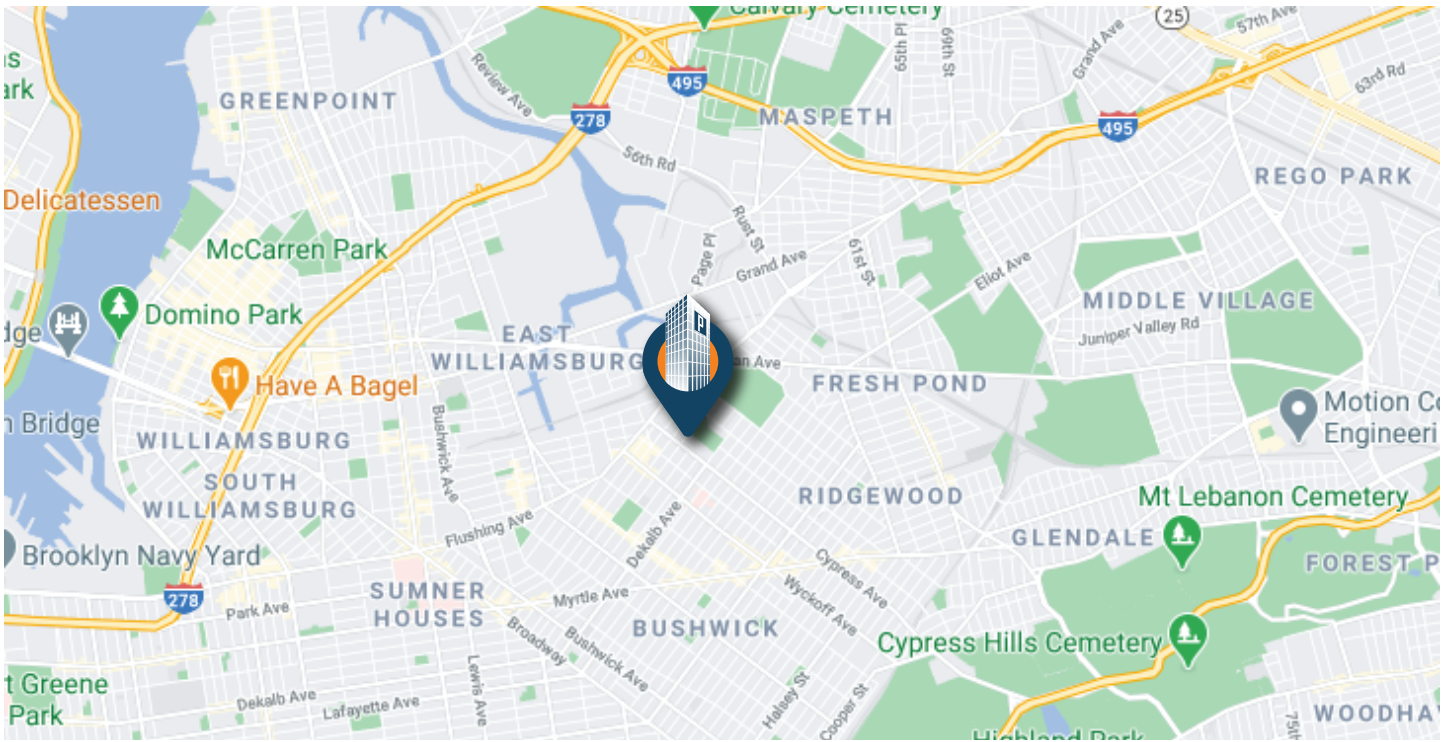 Calvary Cemetery
25
57th Ave
Grand Ave
65th Pl
69th St
63rd Rd
Review Ave
495
278
495
GREENPOINT
MASPETH
56th Rd
REGO PARK
Delicatessen
McCarren Park
Rust St
Page Pl
Grand Ave
61st St
Eliot Ave
Domino Park
MIDDLE VILLAGE
Juniper Valley Rd
EAST
WILLIAMSBURG
P
Ave
Have A Bagel
FRESH POND
Motion
Engineeri
Bridge
WILLIAMSBURG
Bushwick Ave
SOUTH
WILLIAMSBURG
RIDGEWOOD
Mt Lebanon Cemetery
Flushing Ave
Dekalb Ave
GLENDALE
Brooklyn Navy Yard
FOREST P
278
Park Ave
SUMNER
HOUSES
Myrtle Ave
Cypress Ave
Wyckoff Ave
BUSHWICK
Broadway
Bushwick Ave
Cypress Hills Cemetery
t Greene
Park
Dekalb Ave
Lafayette Ave
Lewis Ave
Halsey St
Cooper St
75th
WOODHA
Highland Park